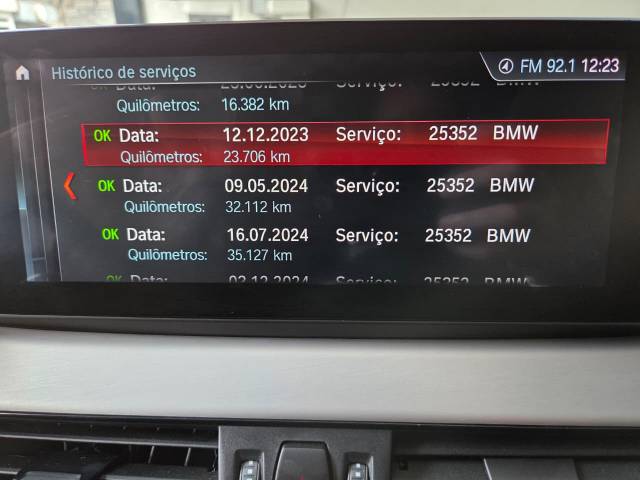 Histórico de serviços
FM 92.1 12:23
Quilômetros: 16.382 km
OK Data: 12.12.2023 Serviço: 25352 BMW
Quilômetros: 23.706 km
OK Data: 09.05.2024 Serviço: 25352 BMW
Quilômetros: 32.112 km
OK Data: 16.07.2024 Serviço: 25352 BMW
Quilômetros: 35.127 km